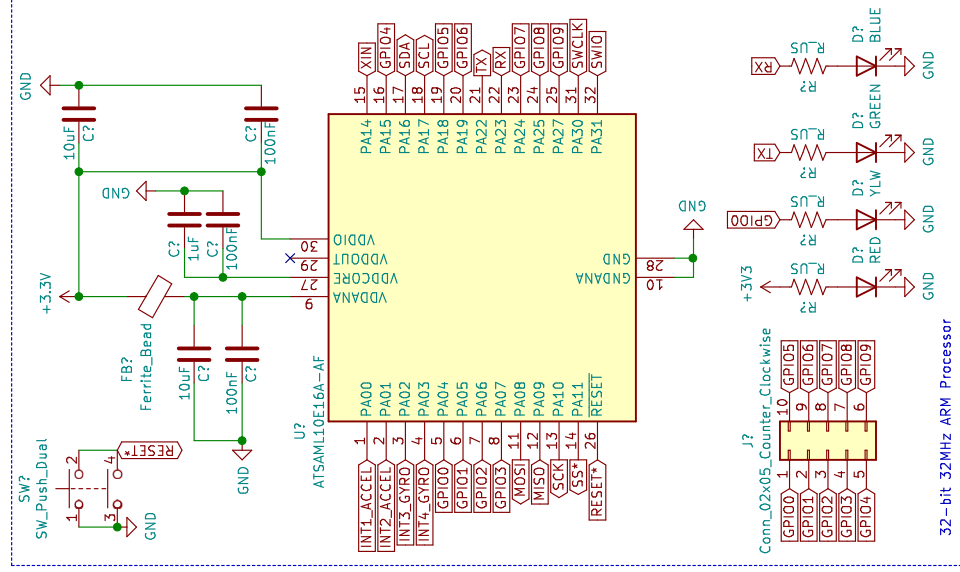 GND
10uF
C?
C?
100nF
GND
C?
1uF
C?
100nF
+3.3V
FB?
Ferrite_Bead
10uF
C?
100nF
C?
GND
SW?
SW_Push_Dual
1
2
3
4
RESET*
GND
U?
ATSAML10E16A-AF
XIN 15 PA14
GPIO4 16 PA15
SDA 17 PA16
SCL 18 PA17
GPIO5 19 PA18
GPIO6 20 PA19
TX 21 PA22
RX 22 PA23
GPIO7 23 PA24
GPIO8 24 PA25
GPIO9 25 PA27
SWCLK 31 PA30
SWIO 32 PA31
30 VDDIO
29 VDDOUT
27 VDDCORE
9 VDDANA
GND 28
GNDANA 10
GND
PA00 1 INT1_ACCEL
PA01 2 INT2_ACCEL
PA02 3 INT3_GYRO
PA03 4 INT4_GYRO
PA04 5 GPIO0
PA05 6 GPIO1
PA06 7 GPIO2
PA07 8 GPIO3
PA08 11 MOSI
PA09 12 MISO
PA10 13 SCK
PA11 14 SS*
RESET 26 RESET*
RX
R_US
R?
D?
BLUE
GND
TX
R_US
R?
D?
GREEN
GND
GPIO0
R_US
R?
D?
YLW
GND
+3V3
R_US
R?
D?
RED
GND
J?
Conn_02x05_Counter_Clockwise
GPIO5 10
GPIO6 9
GPIO7 8
GPIO8 7
GPIO9 6
1 GPIO0
2 GPIO1
3 GPIO2
4 GPIO3
5 GPIO4
32-bit 32MHz ARM Processor